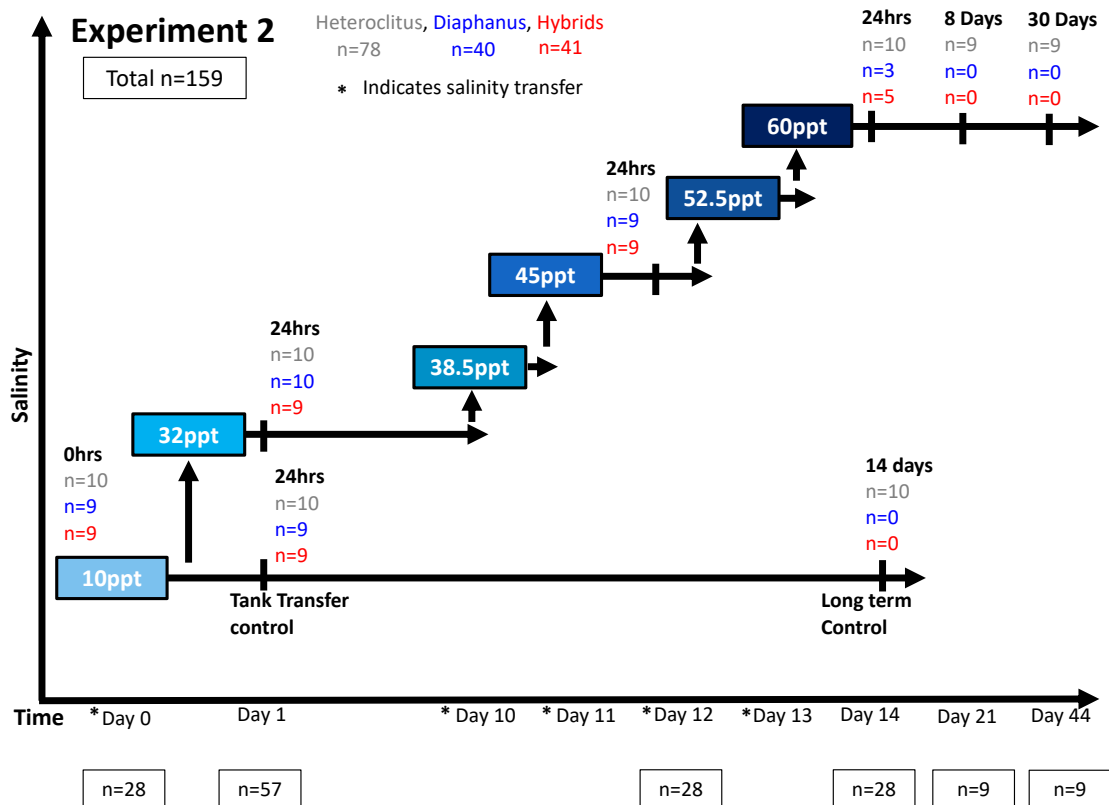 Experiment 2
Total n=159
Heteroclitus, Diaphanus, Hybrids
n=78 n=40 n=41
* Indicates salinity transfer
24hrs
n=10
n=3
n=5
8 Days
n=9
n=0
n=0
30 Days
n=9
n=0
n=0
60ppt
24hrs
n=10
n=9
n=9
52.5ppt
45ppt
24hrs
n=10
n=10
n=9
38.5ppt
Salinity
32ppt
0hrs
n=10
n=9
n=9
24hrs
n=10
n=9
n=9
14 days
n=10
n=0
n=0
10ppt
Tank Transfer
control
Long term
Control
Time
* Day 0
Day 1
* Day 10
* Day 11
* Day 12
* Day 13
Day 14
Day 21
Day 44
n=28
n=57
n=28
n=28
n=9
n=9